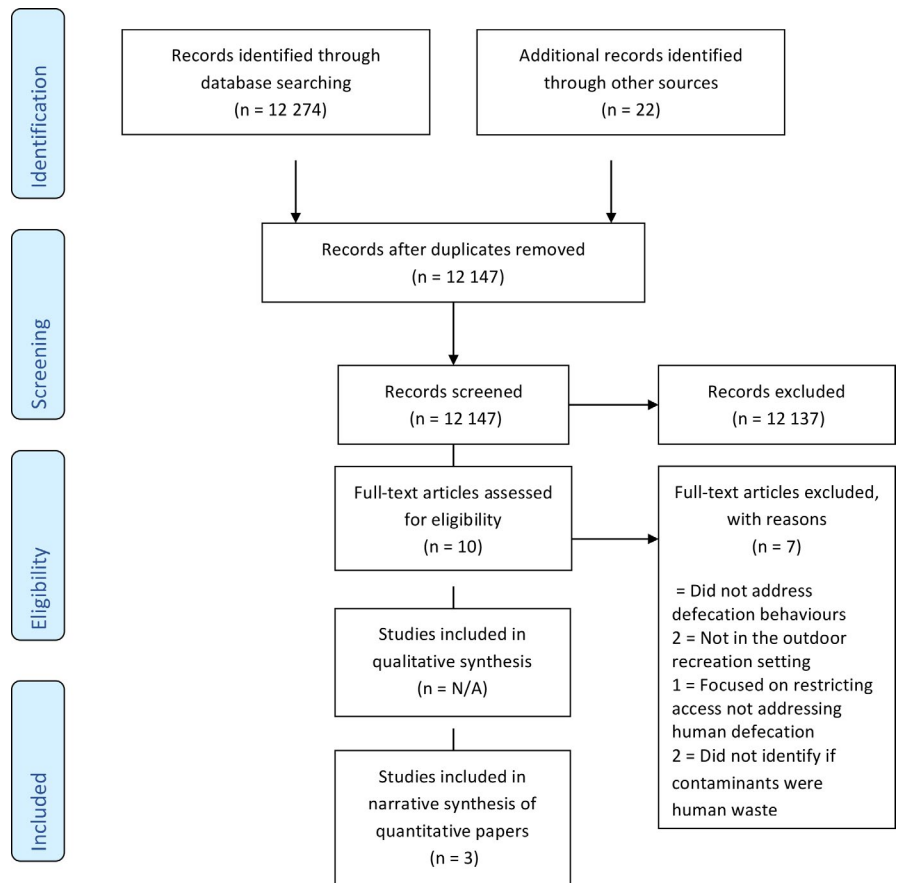 Identification
Records identified through
database searching
(n = 12 274)
Additional records identified
through other sources
(n = 22)
Records after duplicates removed
(n = 12 147)
Screening
Records screened
(n = 12 147)
Records excluded
(n = 12 137)
Eligibility
Full-text articles assessed
for eligibility
(n = 10)
Full-text articles excluded,
with reasons
(n = 7)
= Did not address
defecation behaviours
2 = Not in the outdoor
recreation setting
1 = Focused on restricting
access not addressing
human defecation
2 = Did not identify if
contaminants were
human waste
Studies included in
qualitative synthesis
(n = N/A)
Included
Studies included in
narrative synthesis of
quantitative papers
(n = 3)